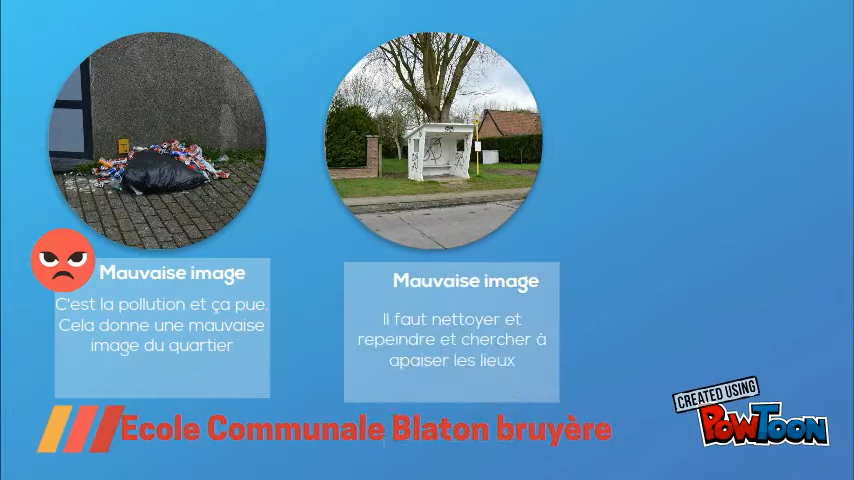 Mauvaise image
C'est la pollution et ça pue.
Cela donne une mauvaise
image du quartier
Mauvaise image
Il faut nettoyer et
repeindre et chercher à
apaiser les lieux
Ecole Communale Blaton bruyère
CREATED USING
POWTOON